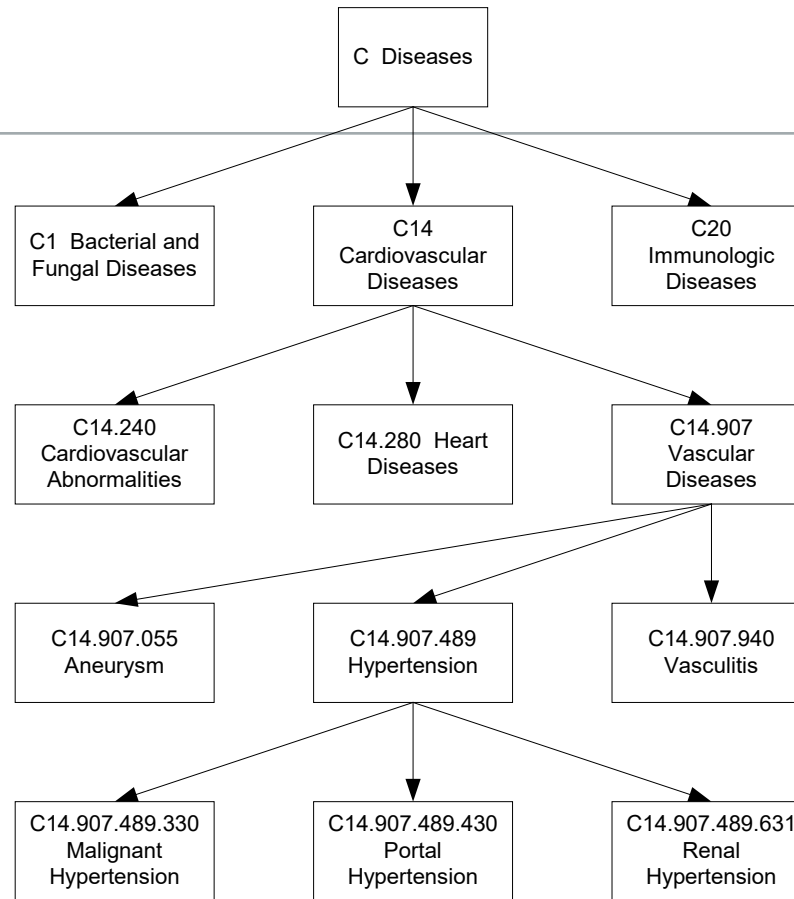 C  Diseases
C1  Bacterial and
Fungal Diseases
C14
Cardiovascular
Diseases
C20
Immunologic
Diseases
C14.240
Cardiovascular
Abnormalities
C14.280  Heart
Diseases
C14.907
Vascular
Diseases
C14.907.055
Aneurysm
C14.907.489
Hypertension
C14.907.940
Vasculitis
C14.907.489.330
Malignant
Hypertension
C14.907.489.430
Portal
Hypertension
C14.907.489.631
Renal
Hypertension